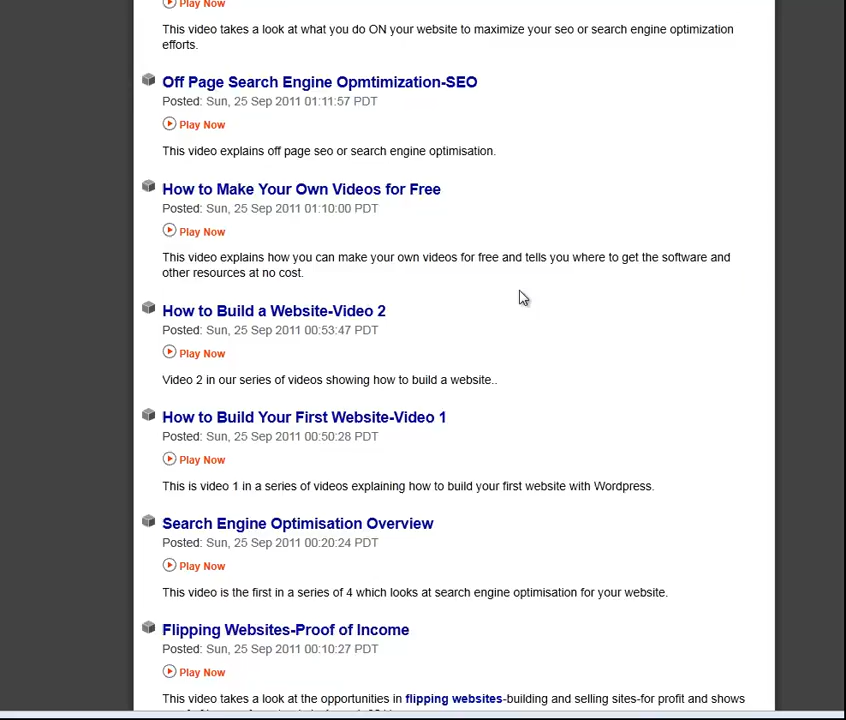 Play Now
This video takes a look at what you do ON your website to maximize your seo or search engine optimization
efforts.
Off Page Search Engine Opmtimization-SEO
Posted: Sun, 25 Sep 2011 01:11:57 PDT
Play Now
This video explains off page seo or search engine optimisation.
How to Make Your Own Videos for Free
Posted: Sun, 25 Sep 2011 01:10:00 PDT
Play Now
This video explains how you can make your own videos for free and tells you where to get the software and
other resources at no cost.
How to Build a Website-Video 2
Posted: Sun, 25 Sep 2011 00:53:47 PDT
Play Now
Video 2 in our series of videos showing how to build a website..
How to Build Your First Website-Video 1
Posted: Sun, 25 Sep 2011 00:50:28 PDT
Play Now
This is video 1 in a series of videos explaining how to build your first website with Wordpress.
Search Engine Optimisation Overview
Posted: Sun, 25 Sep 2011 00:20:24 PDT
Play Now
This video is the first in a series of 4 which looks at search engine optimisation for your website.
Flipping Websites-Proof of Income
Posted: Sun, 25 Sep 2011 00:10:27 PDT
Play Now
This video takes a look at the opportunities in flipping websites-building and selling sites-for profit and shows